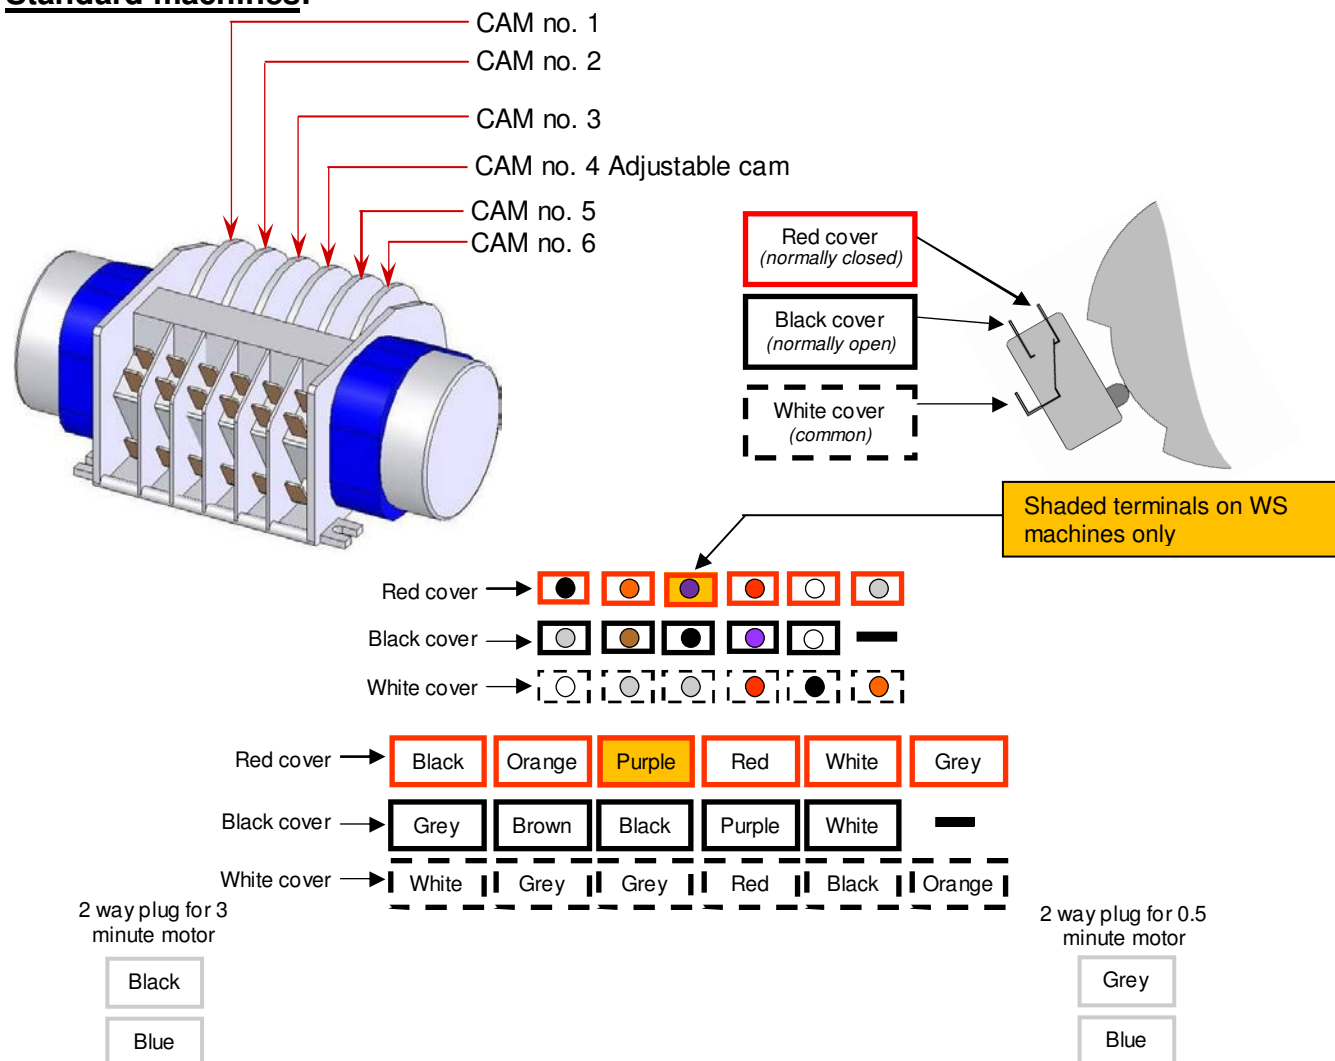 Standard machines:
CAM no. 1
CAM no. 2
CAM no. 3
CAM no. 4 Adjustable cam
CAM no. 5
CAM no. 6
Red cover
(normally closed)
Black cover
(normally open)
White cover
(common)
Shaded terminals on WS
machines only
Red cover
Black cover
White cover
Red cover
Black Orange Purple Red White Grey
Black cover
Grey Brown Black Purple White
White cover
White Grey Grey Red Black Orange
2 way plug for 3
minute motor
Black
Blue
2 way plug for 0.5
minute motor
Grey
Blue